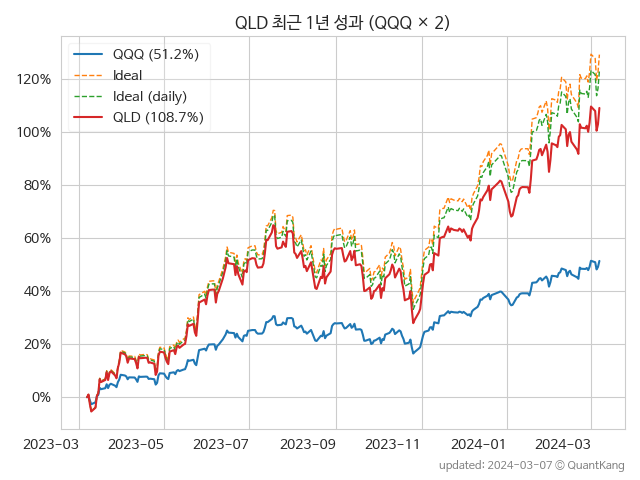 QLD 최근 1년 성과 (QQQ × 2)
QQQ (51.2%)
Ideal
Ideal (daily)
QLD (108.7%)
120%
100%
80%
60%
40%
20%
0%
2023-03 2023-05 2023-07 2023-09 2023-11 2024-01 2024-03
updated: 2024-03-07 © QuantKang